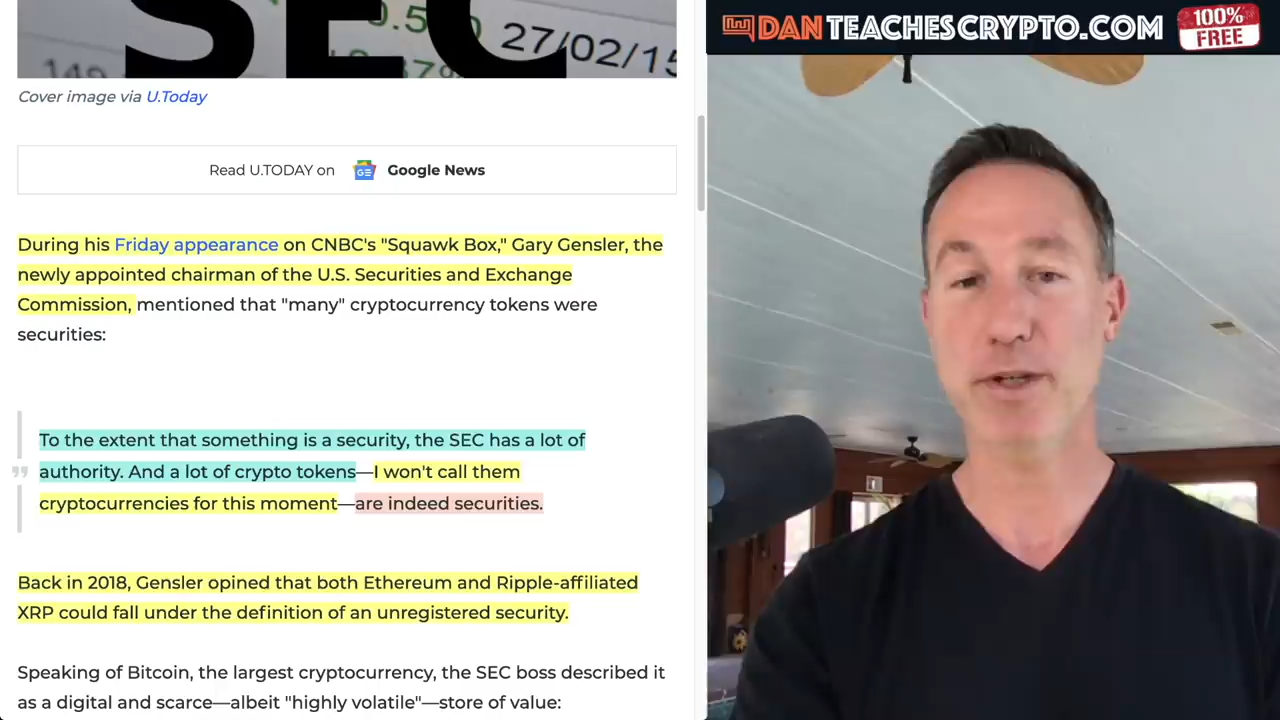 SEC
27/02/15
Cover image via U.Today
Read U.TODAY on Google News
During his Friday appearance on CNBC's "Squawk Box," Gary Gensler, the
newly appointed chairman of the U.S. Securities and Exchange
Commission, mentioned that "many" cryptocurrency tokens were
securities:
To the extent that something is a security, the SEC has a lot of
authority. And a lot of crypto tokens—I won't call them
cryptocurrencies for this moment—are indeed securities.
Back in 2018, Gensler opined that both Ethereum and Ripple-affiliated
XRP could fall under the definition of an unregistered security.
Speaking of Bitcoin, the largest cryptocurrency, the SEC boss described it
as a digital and scarce—albeit "highly volatile"—store of value:
DANTEACHESCRYPTO.COM
100%
FREE